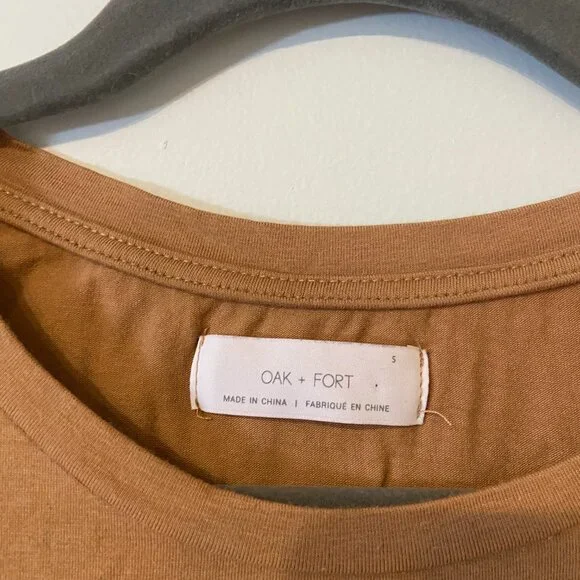 S
OAK + FORT
MADE IN CHINA | FABRIQUÉ EN CHINE